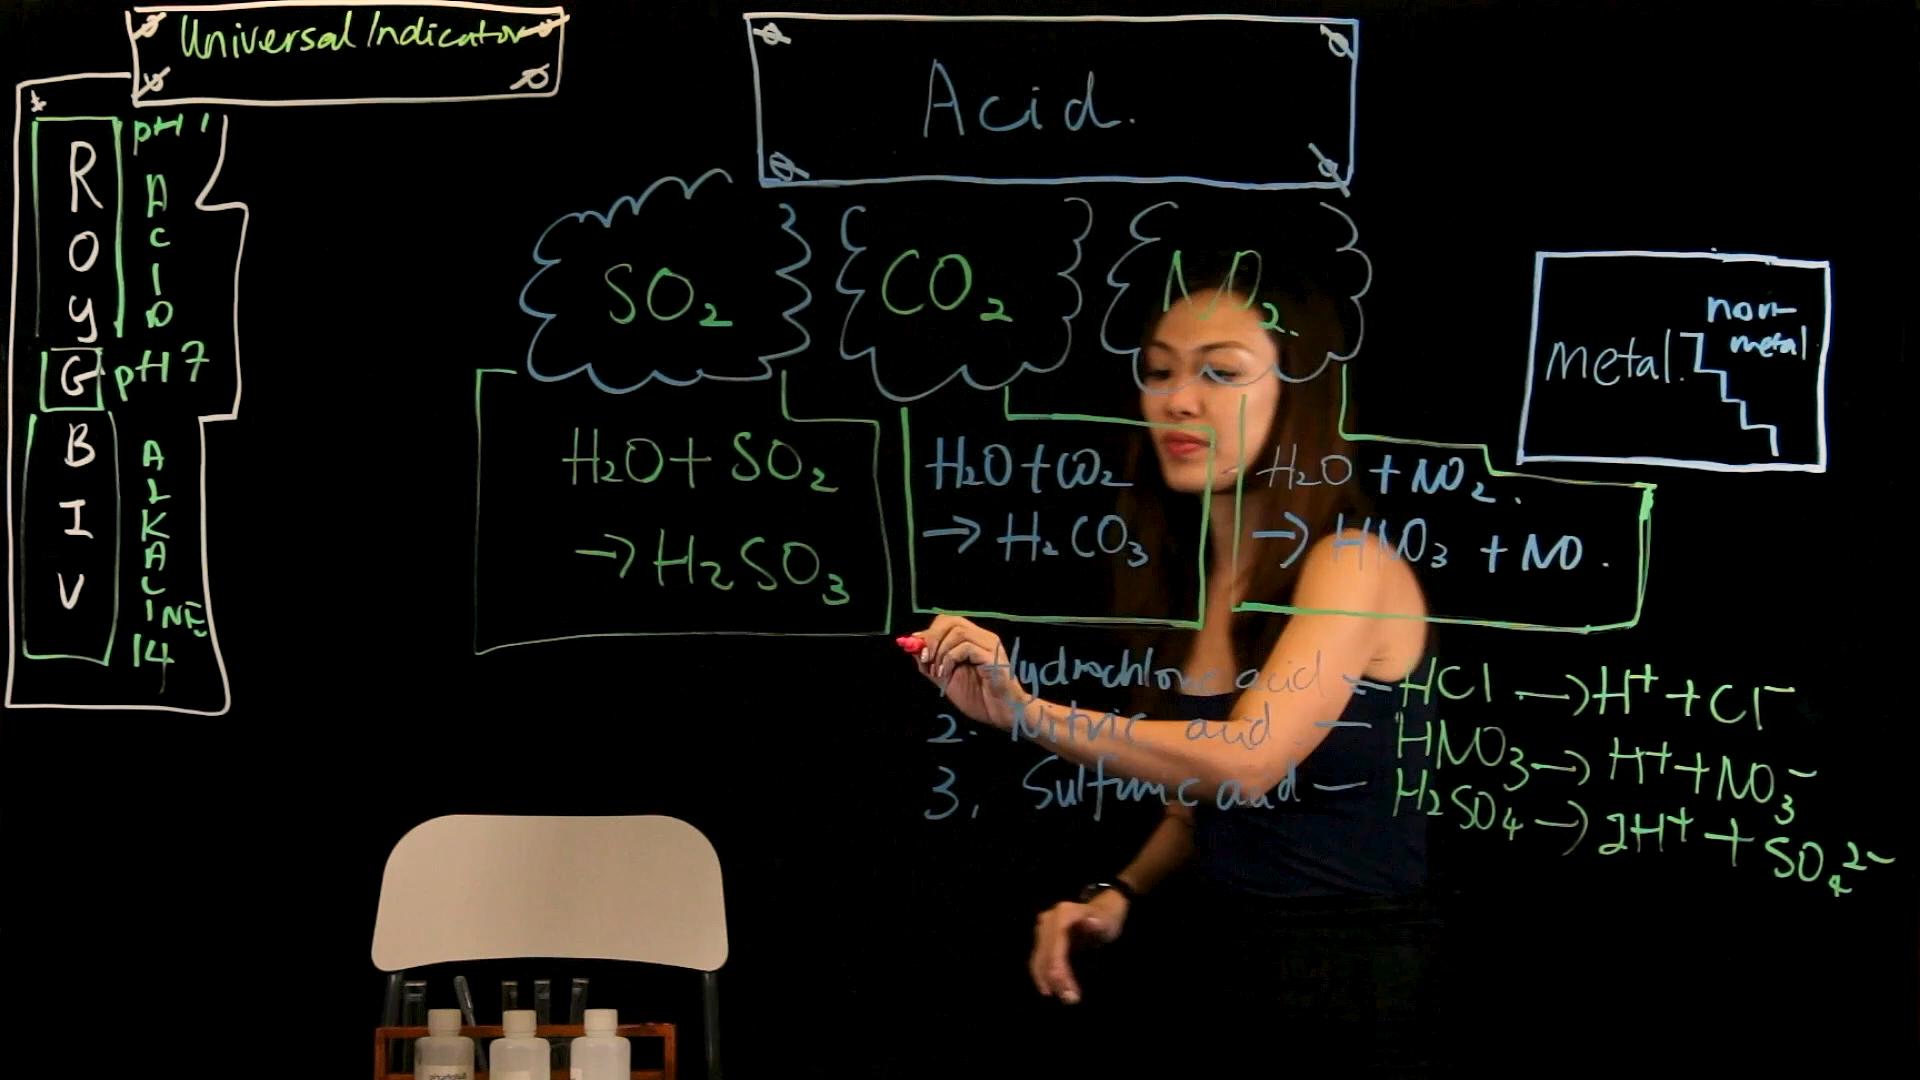 Universal Indicator
R
O
Y
G
B
I
V
pH 1
ACID
pH 7
ALKALINE
14
Acid.
SO₂
CO₂
NO₂.
H₂O + SO₂
→ H₂SO₃
H₂O + CO₂
→ H₂CO₃
H₂O + NO₂.
→ HNO₃ + NO.
metal.
non-
metal
Hydrochloric acid - HCl → H⁺ + Cl⁻
2. Nitric acid - HNO₃ → H⁺ + NO₃⁻
3. Sulfuric acid - H₂SO₄ → 2H⁺ + SO₄²⁻